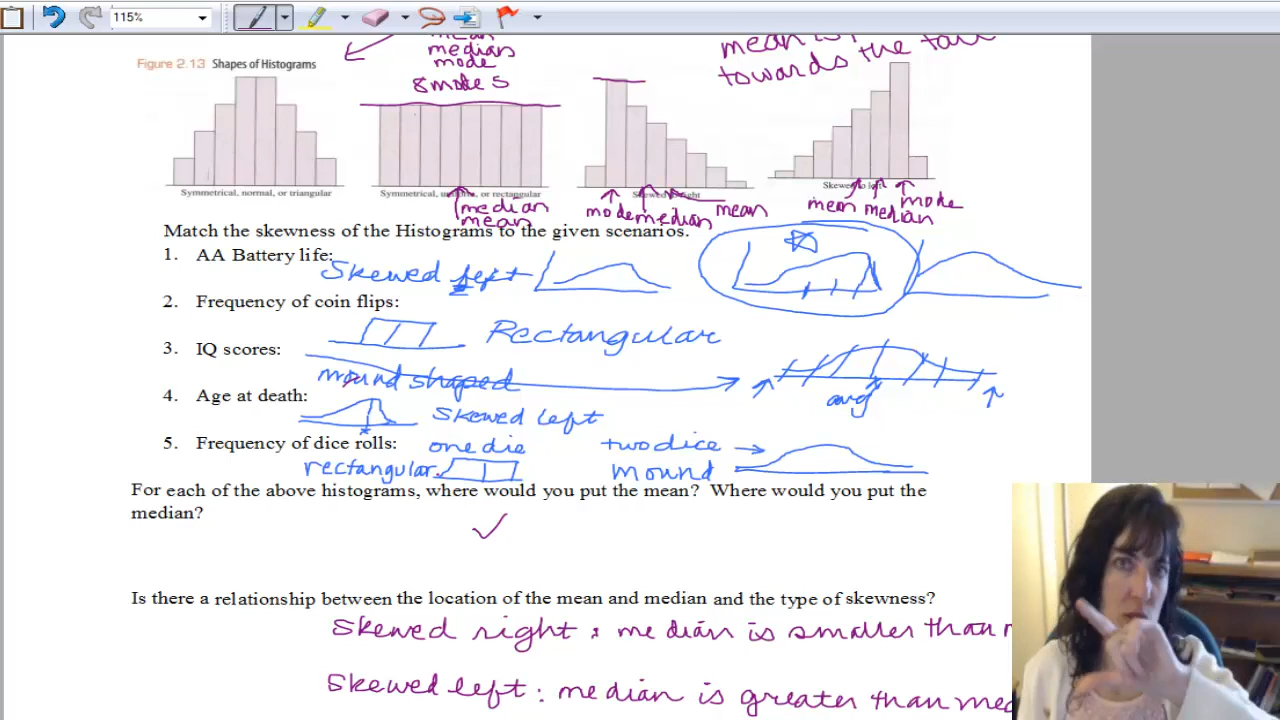 115%
mean
median
mode
8 modes
mean is
towards the tail
Figure 2.13 Shapes of Histograms
Symmetrical, normal, or triangular
Symmetrical, uniform, or rectangular
Skewed to right
Skewed to left
median
mean
mode median mean
mean median mode
Match the skewness of the Histograms to the given scenarios.
1. AA Battery life:
Skewed left
2. Frequency of coin flips:
Rectangular
3. IQ scores:
mound shaped
avg
4. Age at death:
Skewed left
5. Frequency of dice rolls:
one die
two dice
rectangular
mound
For each of the above histograms, where would you put the mean? Where would you put the
median?
Is there a relationship between the location of the mean and median and the type of skewness?
Skewed right : median is smaller than
Skewed left : median is greater than